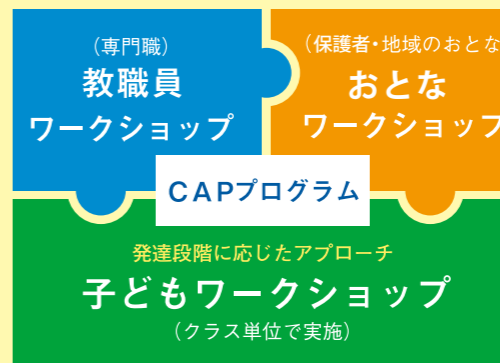 （専門職）
教職員
ワークショップ
（保護者・地域のおとな
おとな
ワークショップ
CAPプログラム
発達段階に応じたアプローチ
子どもワークショップ
（クラス単位で実施）